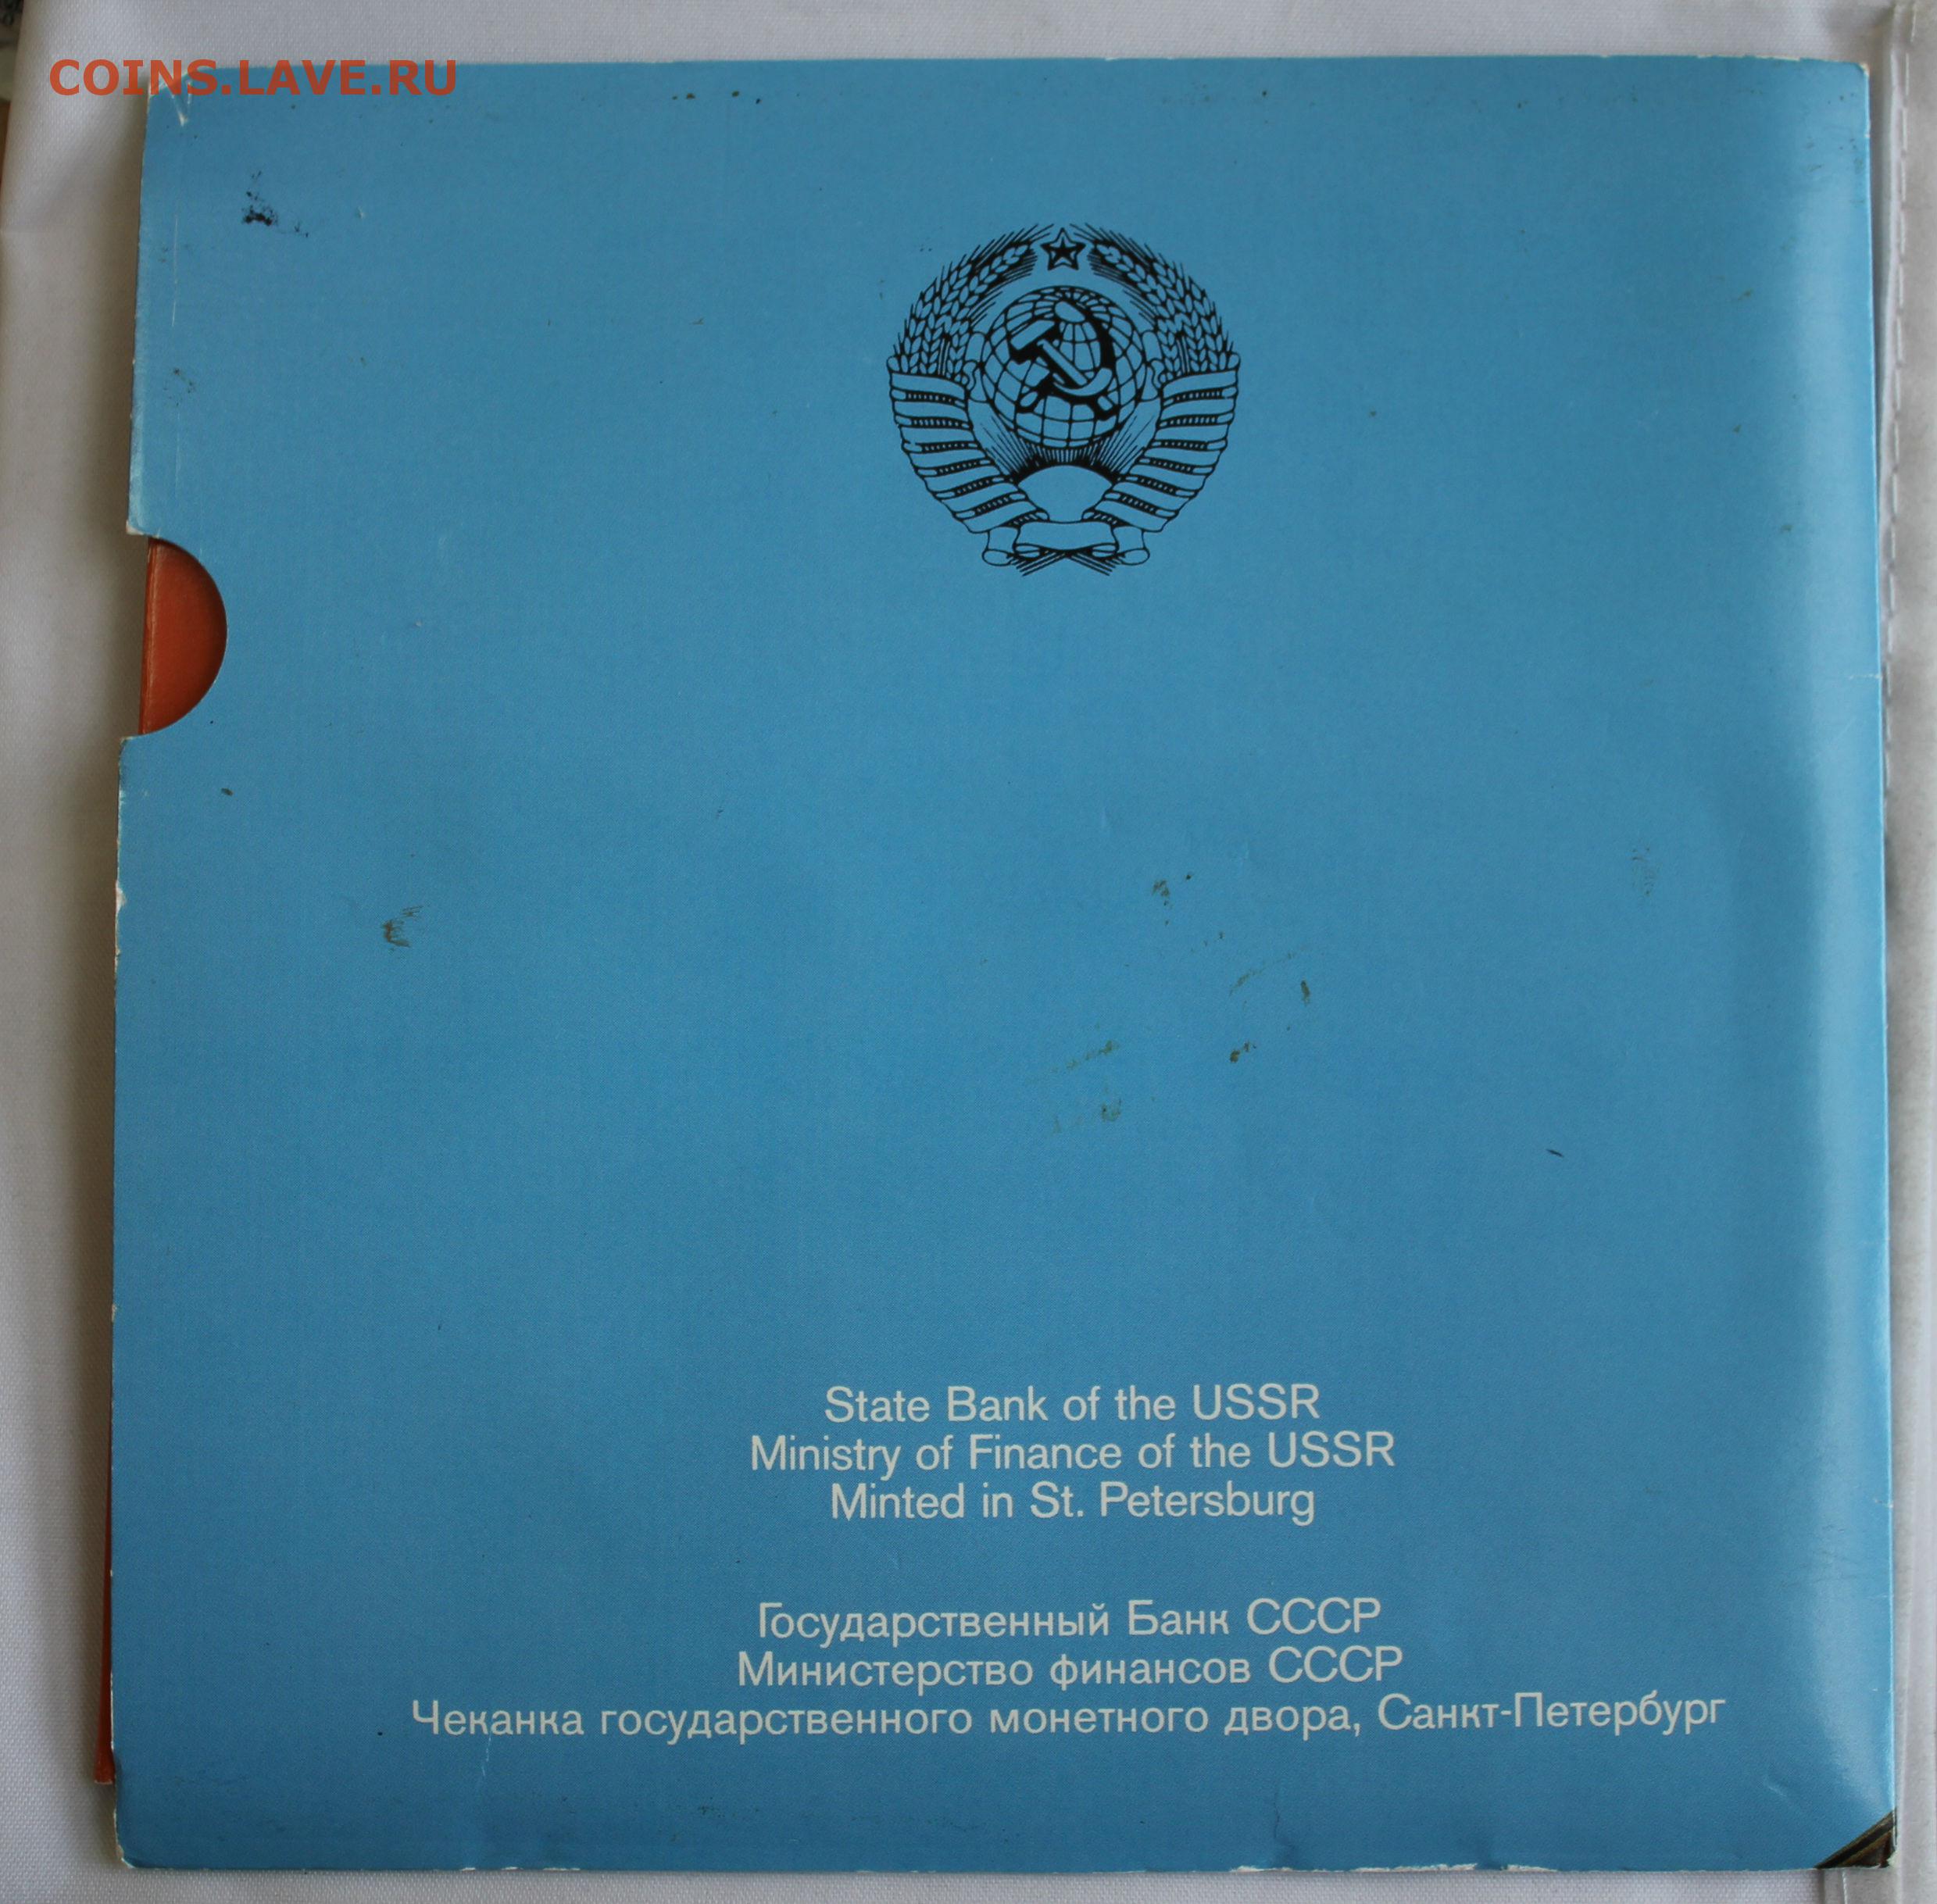 COINS.LAVE.RU
State Bank of the USSR
Ministry of Finance of the USSR
Minted in St. Petersburg
Государственный Банк СССР
Министерство финансов СССР
Чеканка государственного монетного двора, Санкт-Петербург